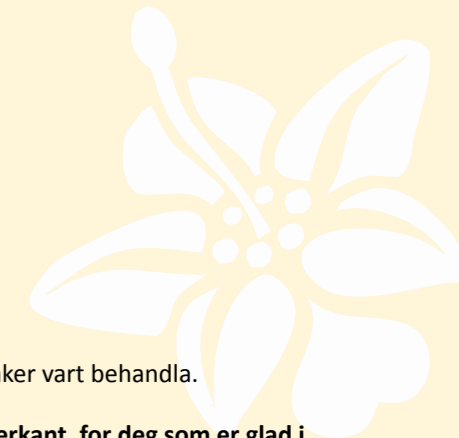 ker vart behandla.
erkant, for deg som er glad i